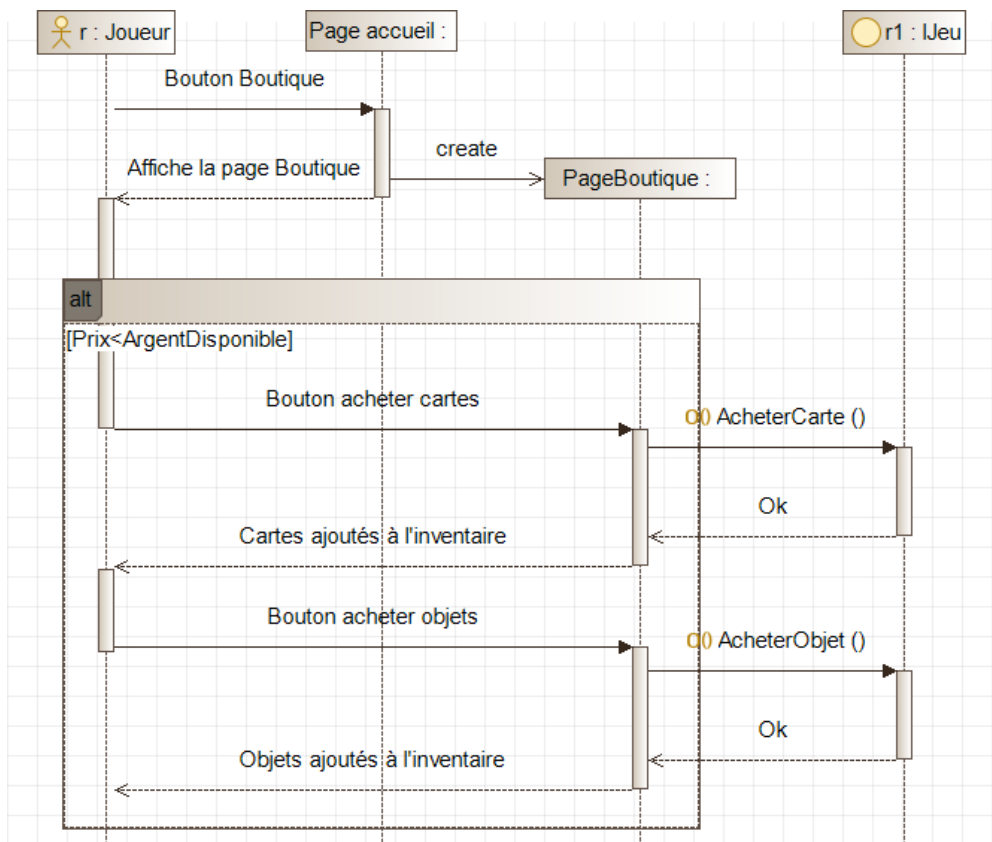 r : Joueur
Page accueil :
r1 : IJeu
Bouton Boutique
create
Affiche la page Boutique
PageBoutique :
alt
[Prix<ArgentDisponible]
Bouton acheter cartes
AcheterCarte ()
Ok
Cartes ajoutés à l'inventaire
Bouton acheter objets
AcheterObjet ()
Ok
Objets ajoutés à l'inventaire